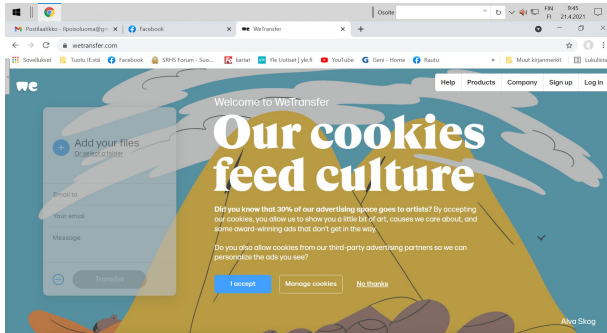 Osoite
FIN
9:45
FI
21.4.2021
Postilaatikko - ilpoisoluoma@g
Facebook
WeTransfer
wetransfer.com
Sovellukset
Tuotu IE:stä
Facebook
SRHS Forum - Suo...
kartat
Yle Uutiset | yle.fi
YouTube
Geni - Home
Rautu
Muut kirjanmerkit
Lukulista
we
Help
Products
Company
Sign up
Log in
Welcome to WeTransfer
Our cookies
feed culture
Add your files
Or select a folder
Email to
Your email
Message
Transfer
Did you know that 30% of our advertising space goes to artists? By accepting
our cookies, you allow us to show you a little bit of art, causes we care about, and
some award-winning ads that don't get in the way.
Do you also allow cookies from our third-party advertising partners so we can
personalize the ads you see?
I accept
Manage cookies
No thanks
Alva Skog